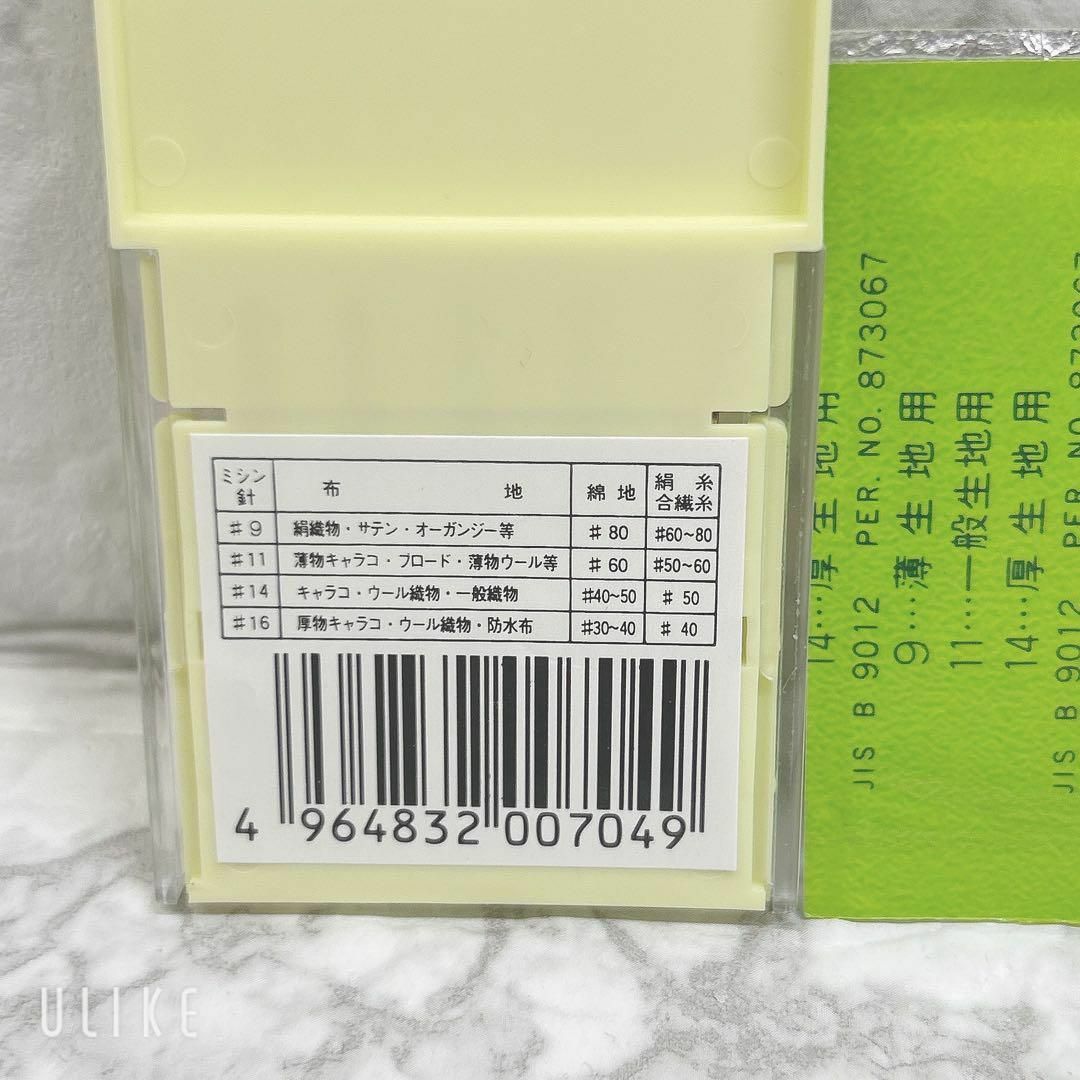 ミシン針 布地 綿地 絹糸 合繊糸
#9 絹織物・サテン・オーガンジー等 #80 #60~80
#11 薄物キャラコ・ブロード・薄物ウール等 #60 #50~60
#14 キャラコ・ウール織物・一般織物 #40~50 #50
#16 厚物キャラコ・ウール織物・防水布 #30~40 #40
4 964832 007049
14…厚生地用
JIS B 9012 PER. NO. 873067
9…薄生地用
11…一般生地用
14…厚生地用
JIS B 9012 PER. NO. 873067
ULIKE